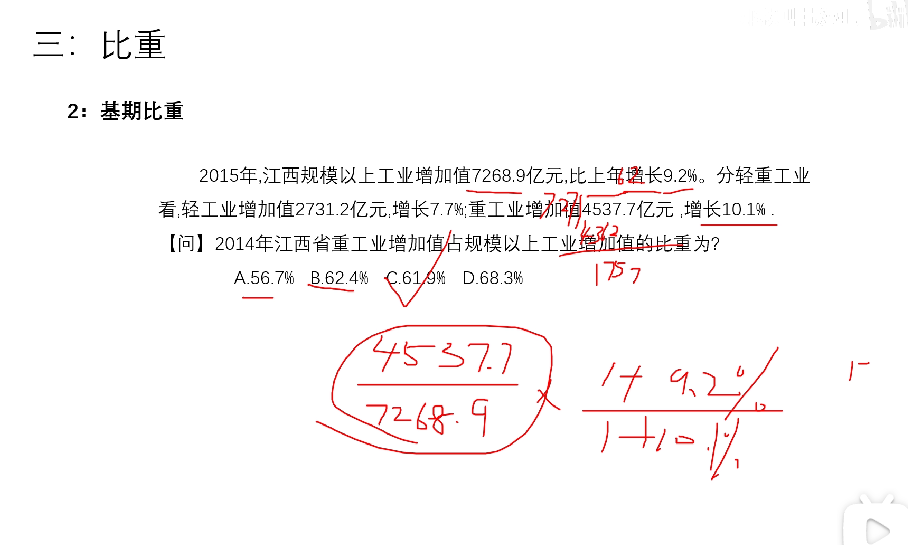 三：比重
2：基期比重
2015年,江西规模以上工业增加值7268.9亿元,比上年增长9.2%。分轻重工业
看,轻工业增加值2731.2亿元,增长7.7%;重工业增加值4537.7亿元 ,增长10.1% .
【问】2014年江西省重工业增加值占规模以上工业增加值的比重为?
A.56.7% B.62.4% C.61.9% D.68.3%
62
727
4362
1757
4537.7
7268.9
×
1+9.2%
1+10.1%
1-